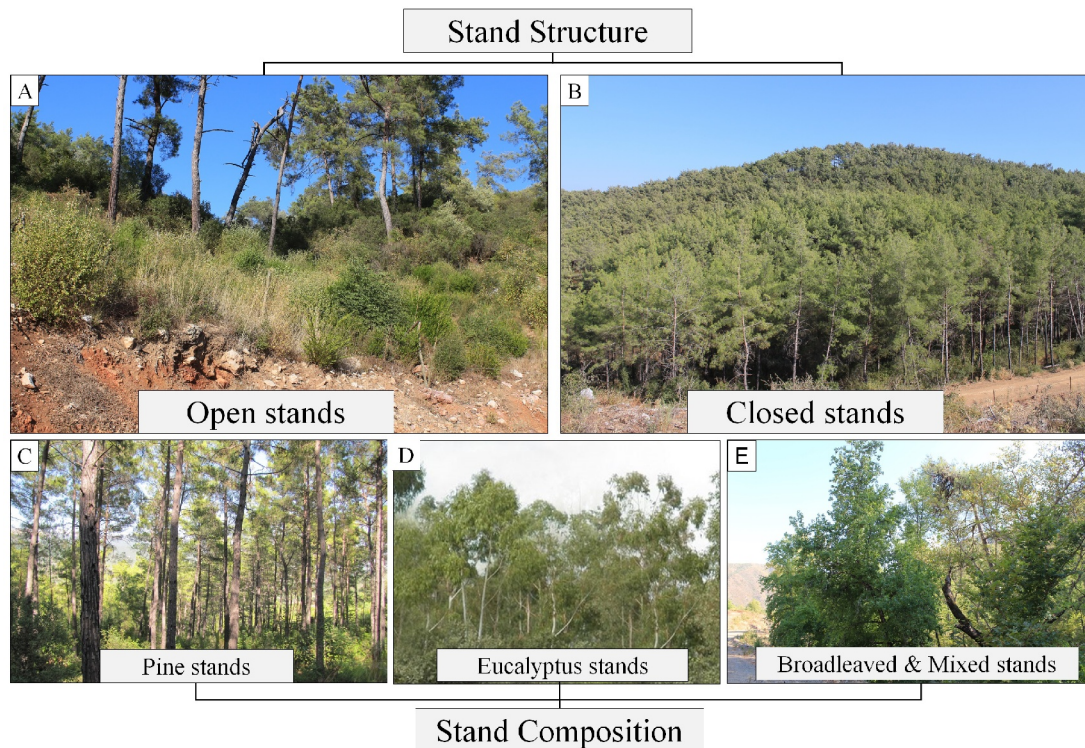 Stand Structure
A
B
Open stands
Closed stands
C
D
E
Pine stands
Eucalyptus stands
Broadleaved & Mixed stands
Stand Composition